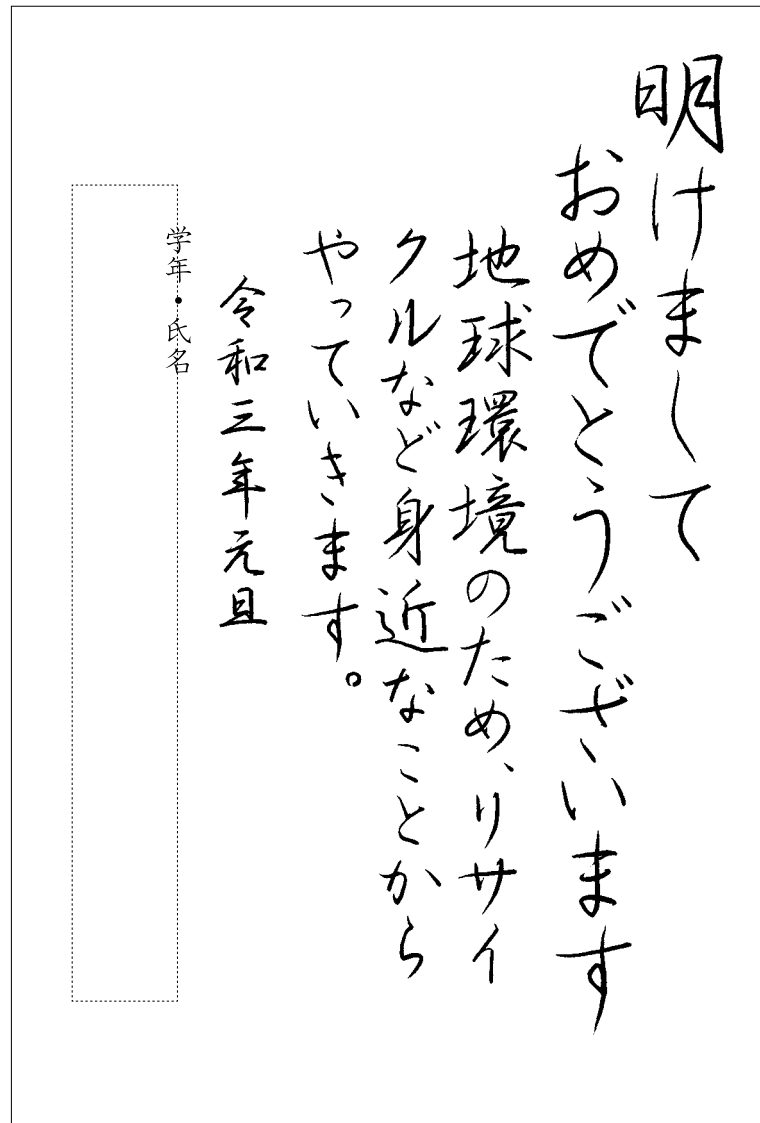 明けまして
おめでとうございます
地球環境のため、リサイ
クルなど身近なことから
やっていきます。
令和三年元旦
学年・氏名